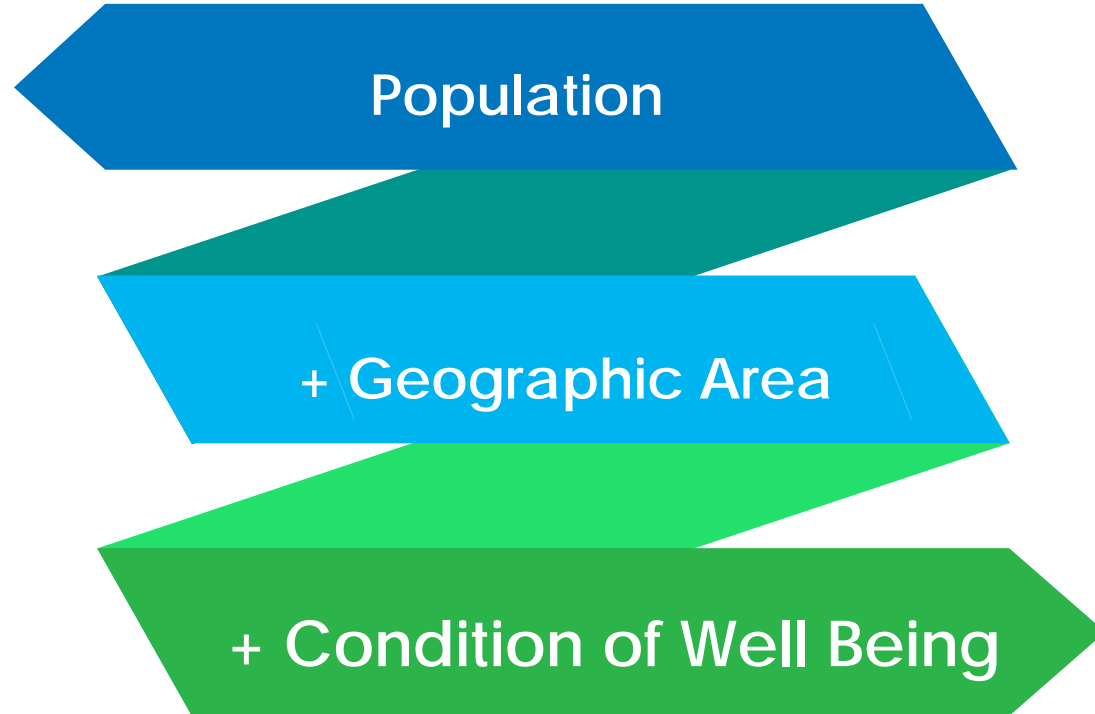 Population
+ Geographic Area
+ Condition of Well Being